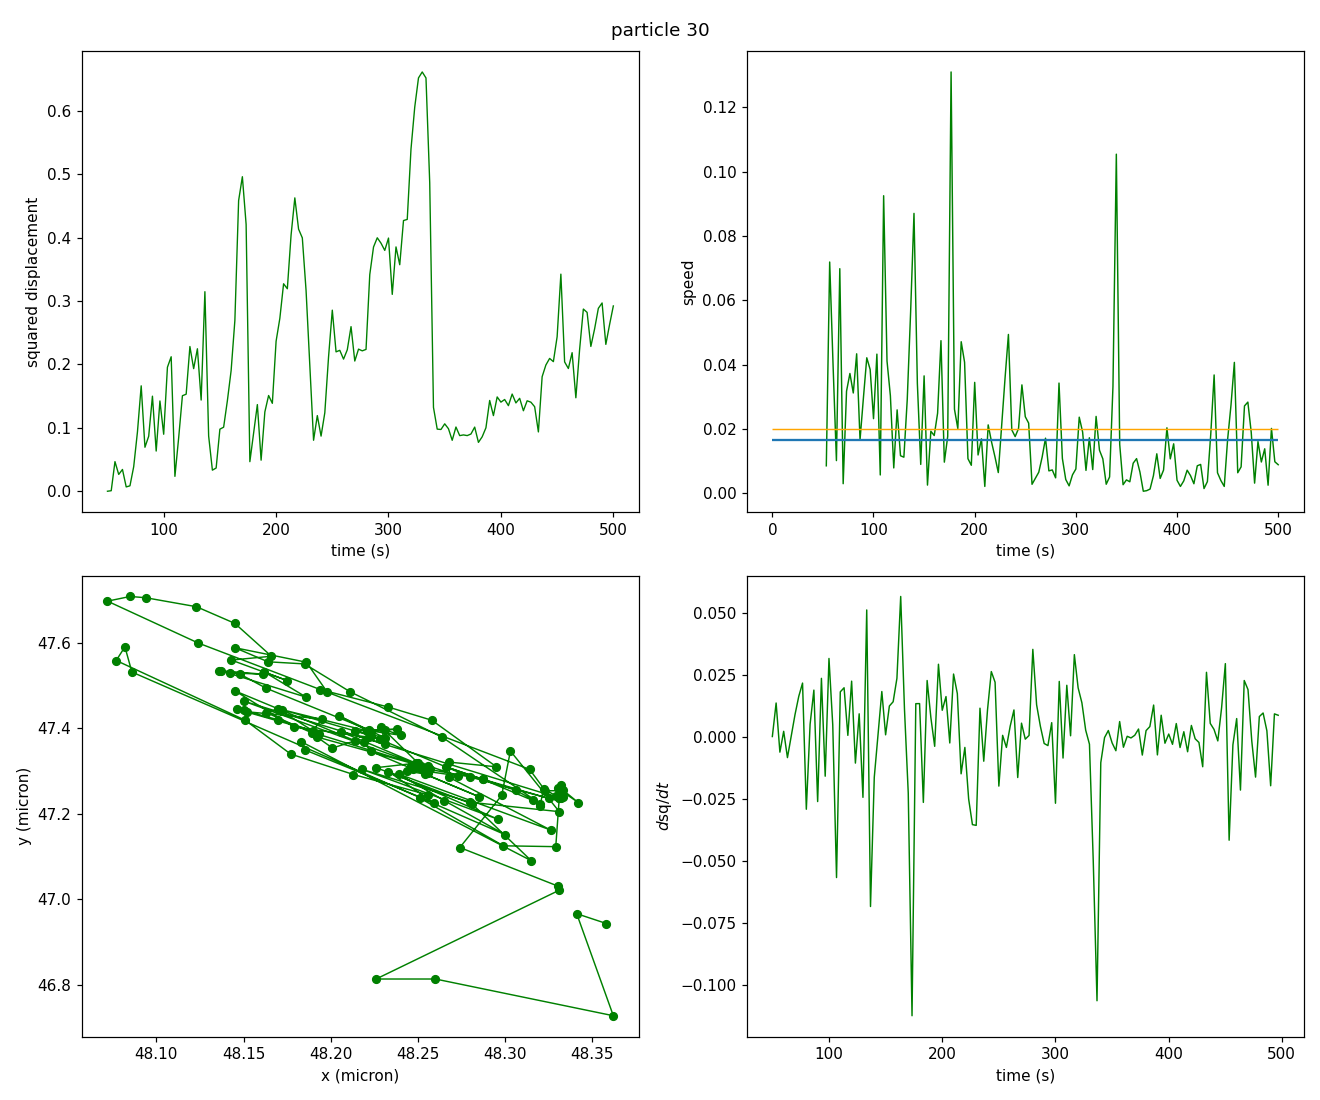 particle 30
squared displacement
0.6
0.5
0.4
0.3
0.2
0.1
0.0
100 200 300 400 500
time (s)
speed
0.12
0.10
0.08
0.06
0.04
0.02
0.00
0 100 200 300 400 500
time (s)
y (micron)
47.6
47.4
47.2
47.0
46.8
48.10 48.15 48.20 48.25 48.30 48.35
x (micron)
dsq/dt
0.050
0.025
0.000
−0.025
−0.050
−0.075
−0.100
100 200 300 400 500
time (s)